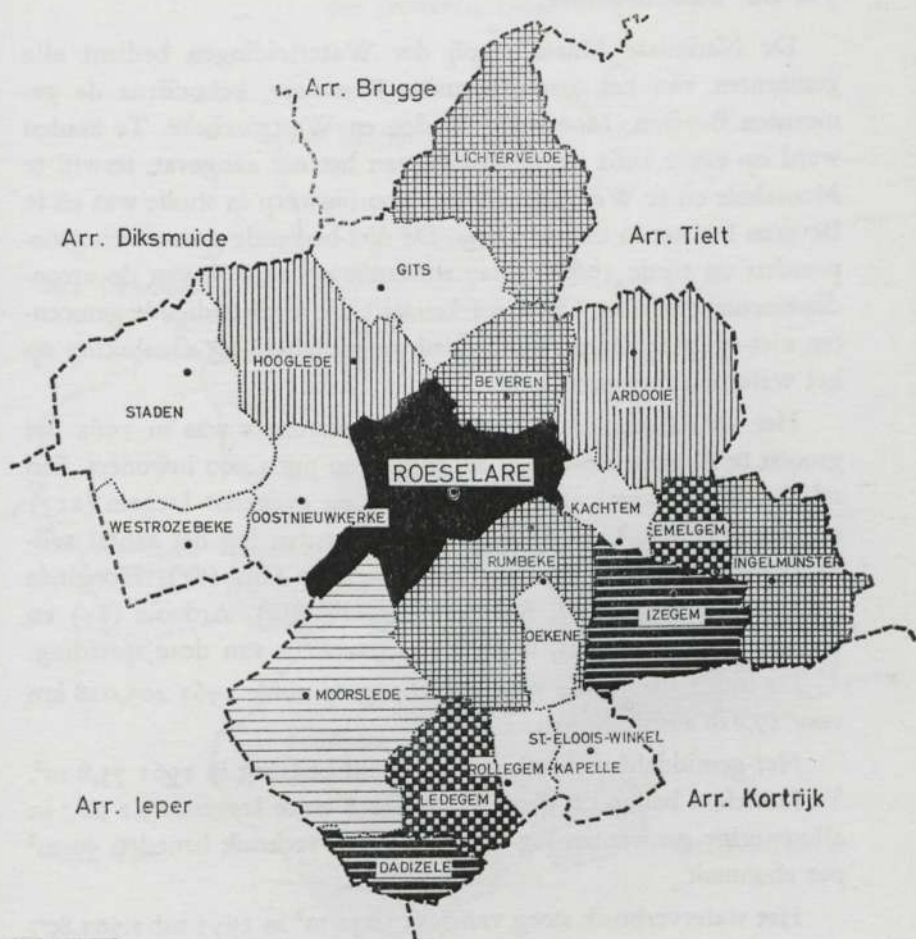 Arr. Brugge
LICHTERVELDE
Arr. Diksmuide
Arr. Tielt
GITS
HOOGLEDE
BEVEREN
ARDOOIE
STADEN
ROESELARE
KACHTEM
WESTROZEBEKE
OOSTNIEUWKERKE
EMELGEM
RUMBEKE
INGELMUNSTER
IZEGEM
OEKENE
MOORSLEDE
ST.-ELOOIS-WINKEL
ROLLEGEM-KAPELLE
LEDEGEM
Arr. Ieper
Arr. Kortrijk
DADIZELE